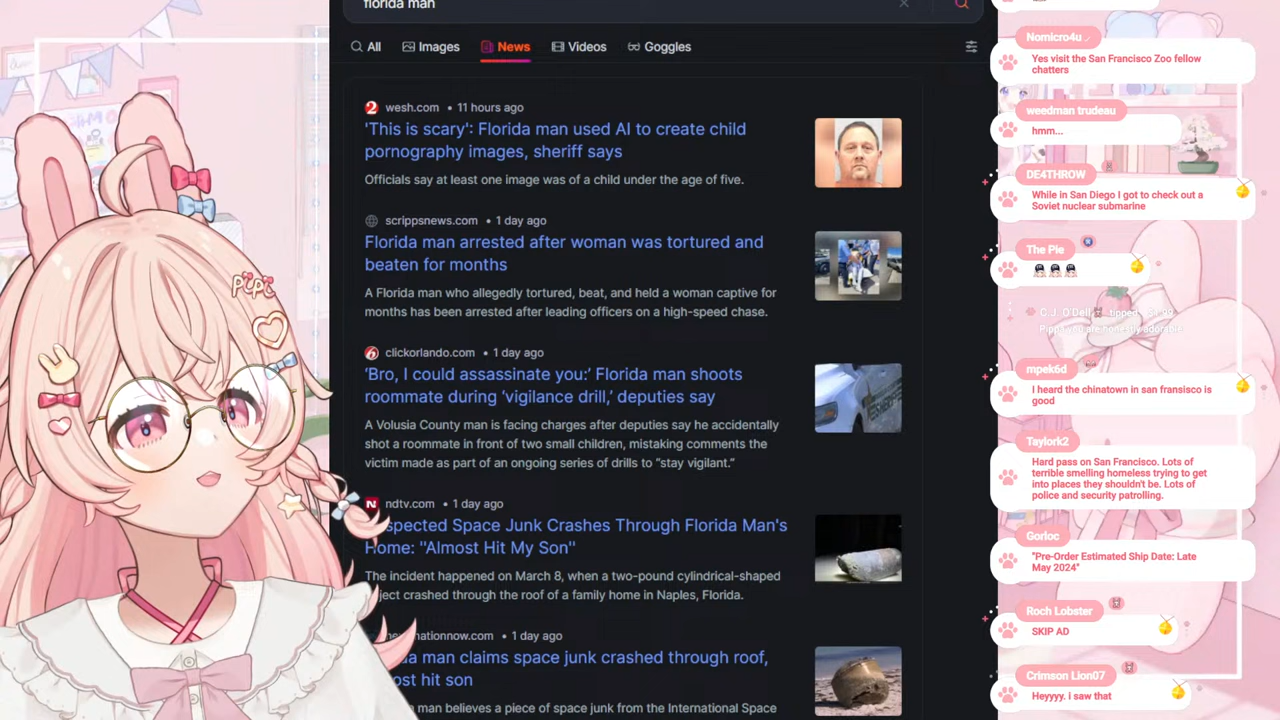 florida man
All
Images
News
Videos
Goggles
wesh.com • 11 hours ago
'This is scary': Florida man used AI to create child
pornography images, sheriff says
Officials say at least one image was of a child under the age of five.
scrippsnews.com • 1 day ago
Florida man arrested after woman was tortured and
beaten for months
A Florida man who allegedly tortured, beat, and held a woman captive for
months has been arrested after leading officers on a high-speed chase.
clickorlando.com • 1 day ago
'Bro, I could assassinate you:' Florida man shoots
roommate during 'vigilance drill,' deputies say
A Volusia County man is facing charges after deputies say he accidentally
shot a roommate in front of two small children, mistaking comments the
victim made as part of an ongoing series of drills to "stay vigilant."
ndtv.com • 1 day ago
spected Space Junk Crashes Through Florida Man's
Home: "Almost Hit My Son"
The incident happened on March 8, when a two-pound cylindrical-shaped
ject crashed through the roof of a family home in Naples, Florida.
nationnow.com • 1 day ago
man claims space junk crashed through roof,
ost hit son
man believes a piece of space junk from the International Space
pipi
Nomicro4u
Yes visit the San Francisco Zoo fellow
chatters
weedman trudeau
hmm...
DE4THROW
While in San Diego I got to check out a
Soviet nuclear submarine
The Pie
C.J. O'Dell tipped
Pippa you are honestly adorable
mpek6d
I heard the chinatown in san fransisco is
good
Taylork2
Hard pass on San Francisco. Lots of
terrible smelling homeless trying to get
into places they shouldn't be. Lots of
police and security patrolling.
Gorloc
"Pre-Order Estimated Ship Date: Late
May 2024"
Roch Lobster
SKIP AD
Crimson Lion07
Heyyyy. i saw that